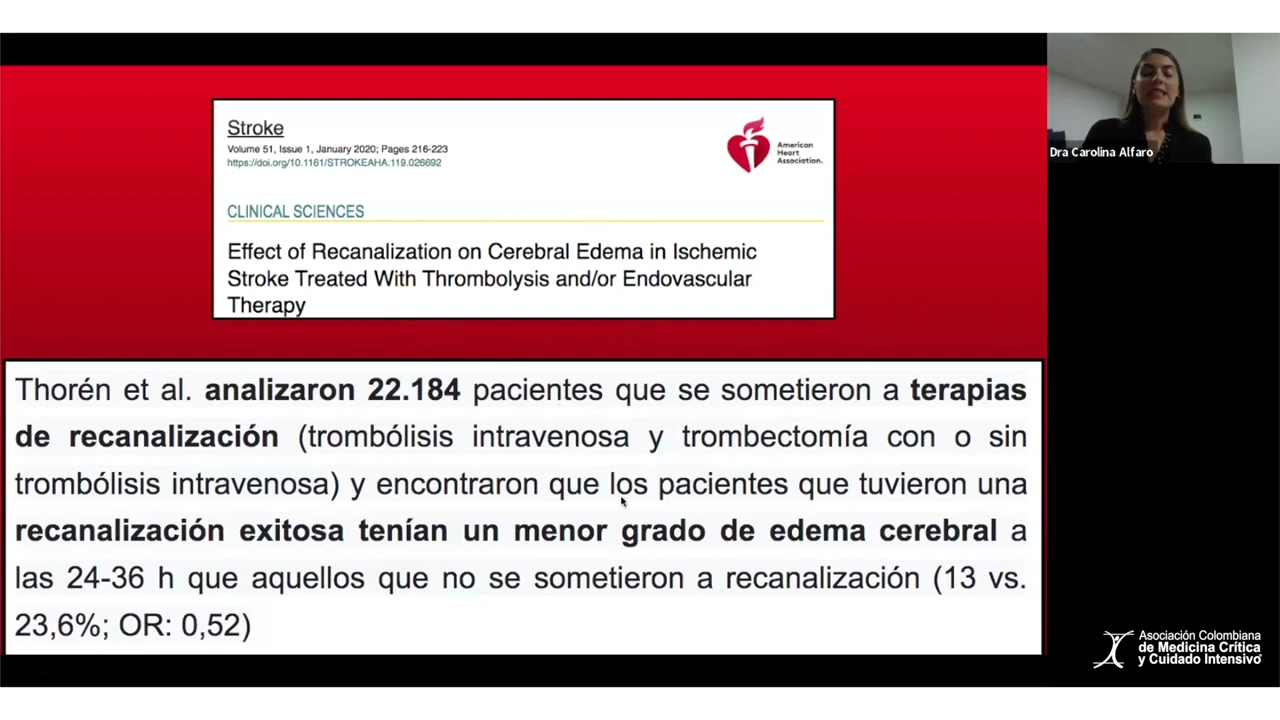 Stroke
Volume 51, Issue 1, January 2020; Pages 216-223
https://doi.org/10.1161/STROKEAHA.119.026692
American
Heart
Association.
CLINICAL SCIENCES
Effect of Recanalization on Cerebral Edema in Ischemic
Stroke Treated With Thrombolysis and/or Endovascular
Therapy
Dra Carolina Alfaro
Thorén et al. analizaron 22.184 pacientes que se sometieron a terapias
de recanalización (trombólisis intravenosa y trombectomía con o sin
trombólisis intravenosa) y encontraron que los pacientes que tuvieron una
recanalización exitosa tenían un menor grado de edema cerebral a
las 24-36 h que aquellos que no se sometieron a recanalización (13 vs.
23,6%; OR: 0,52)
Asociación Colombiana
de Medicina Crítica
y Cuidado Intensivo